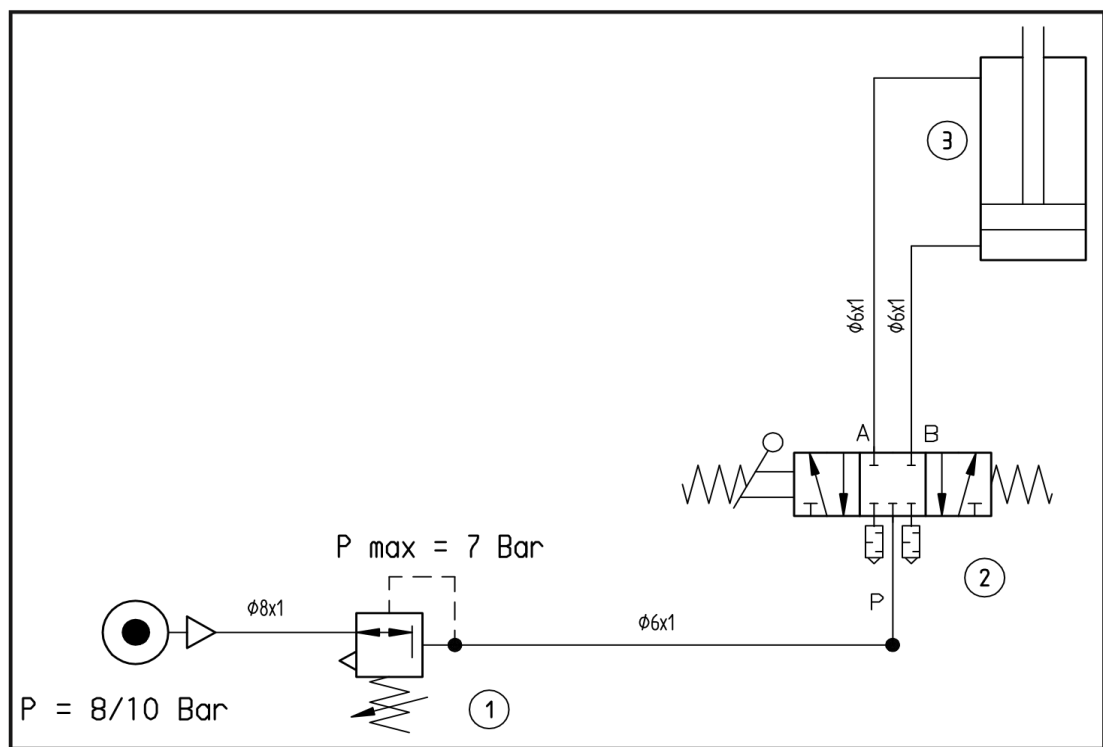 3
φ6x1
φ6x1
A
B
P max = 7 Bar
2
φ8x1
P
φ6x1
P = 8/10 Bar
1